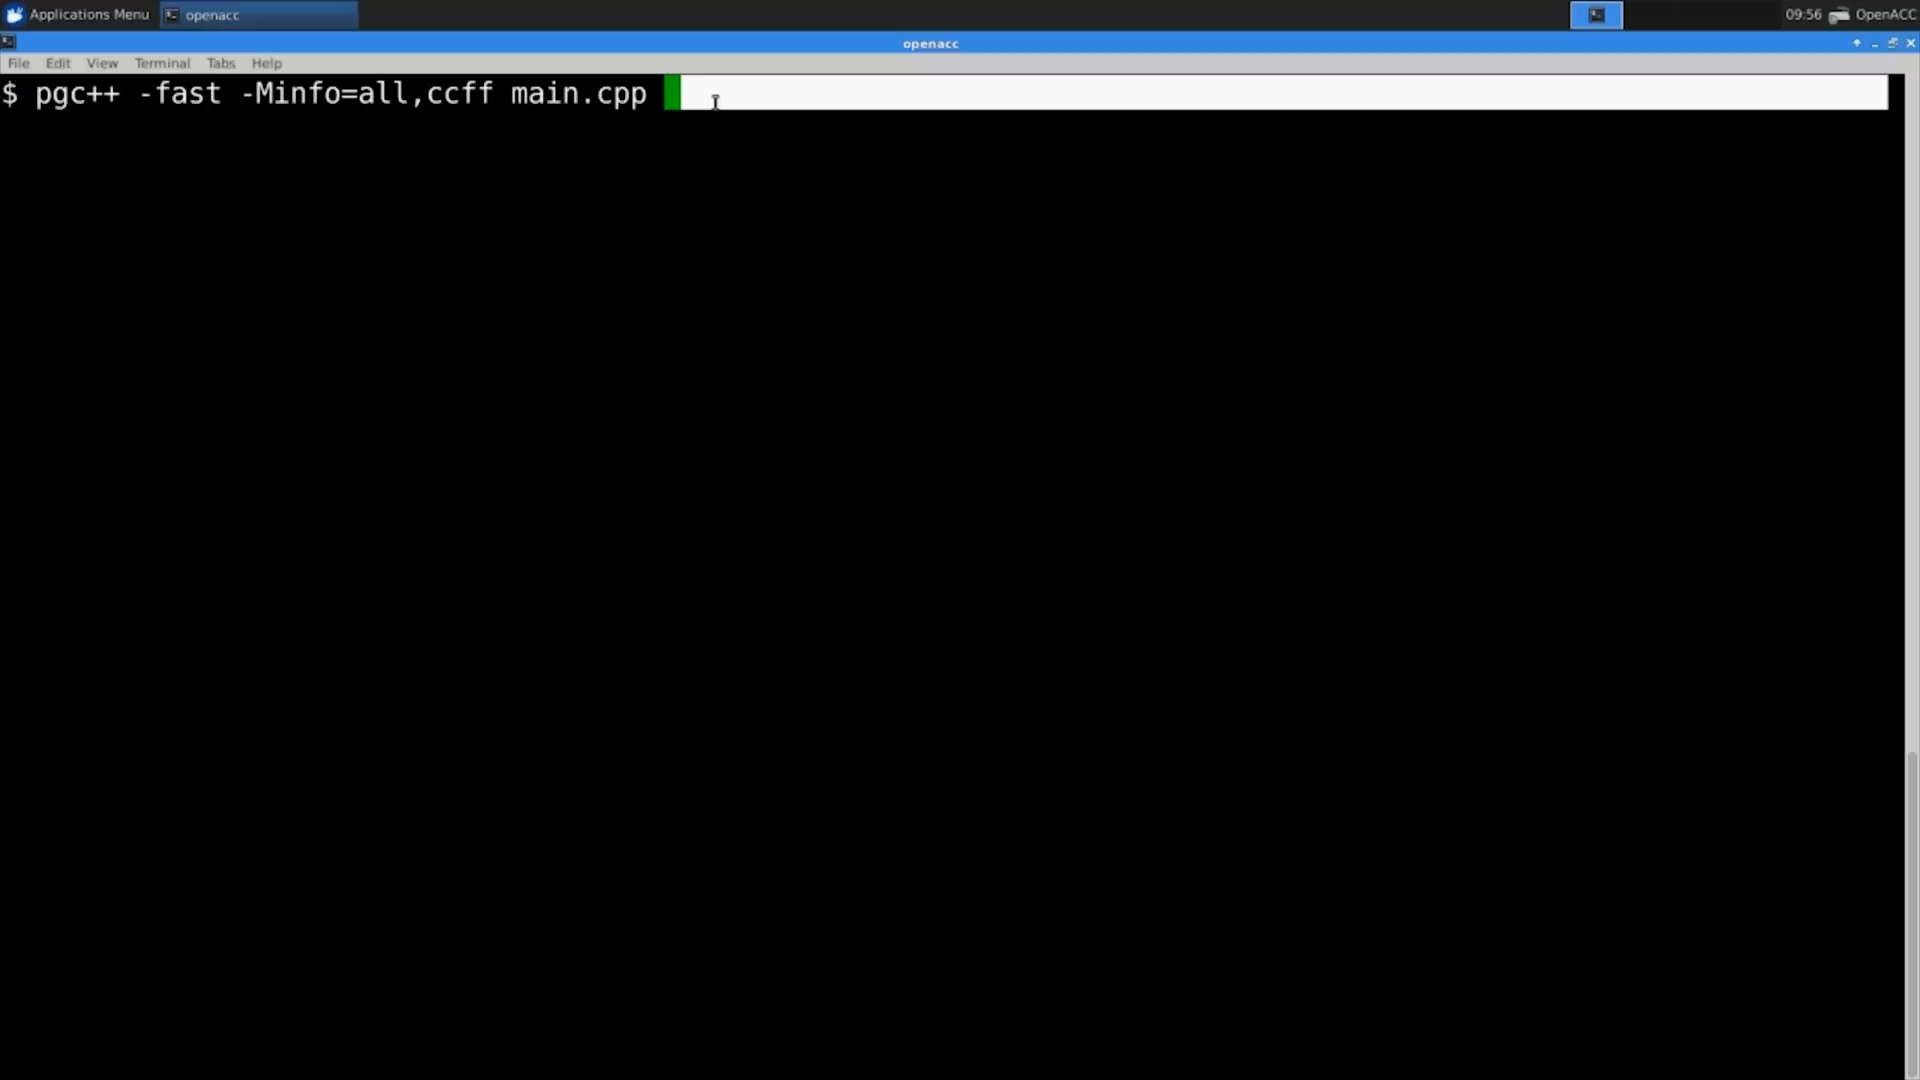 Applications Menu openacc 09:56 OpenACC
openacc
File Edit View Terminal Tabs Help
$ pgc++ -fast -Minfo=all,ccff main.cpp